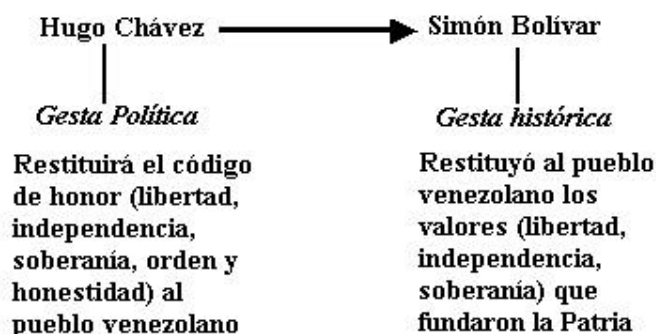 Hugo Chávez
Simón Bolívar
Gesta Política
Gesta histórica
Restituirá el código
de honor (libertad,
independencia,
soberanía, orden y
honestidad) al
pueblo venezolano
Restituyó al pueblo
venezolano los
valores (libertad,
independencia,
soberanía) que
fundaron la Patria